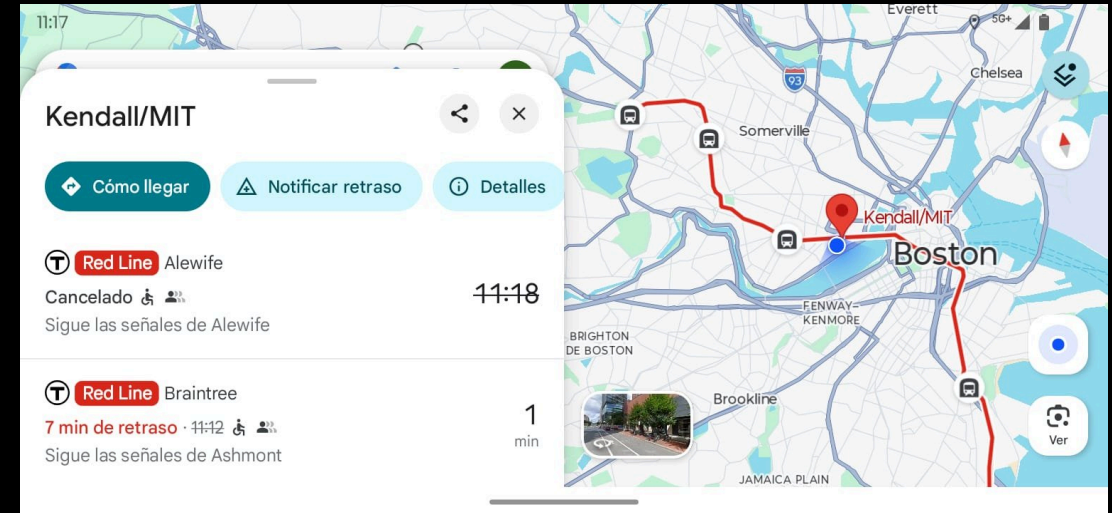 11:17
5G+
Kendall/MIT
Cómo llegar
Notificar retraso
Detalles
T Red Line Alewife
Cancelado
11:18
Sigue las señales de Alewife
T Red Line Braintree
7 min de retraso · 11:12
1
min
Sigue las señales de Ashmont
Everett
93
Chelsea
Somerville
Kendall/MIT
Boston
FENWAY-
KENMORE
BRIGHTON
DE BOSTON
Brookline
JAMAICA PLAIN
Ver